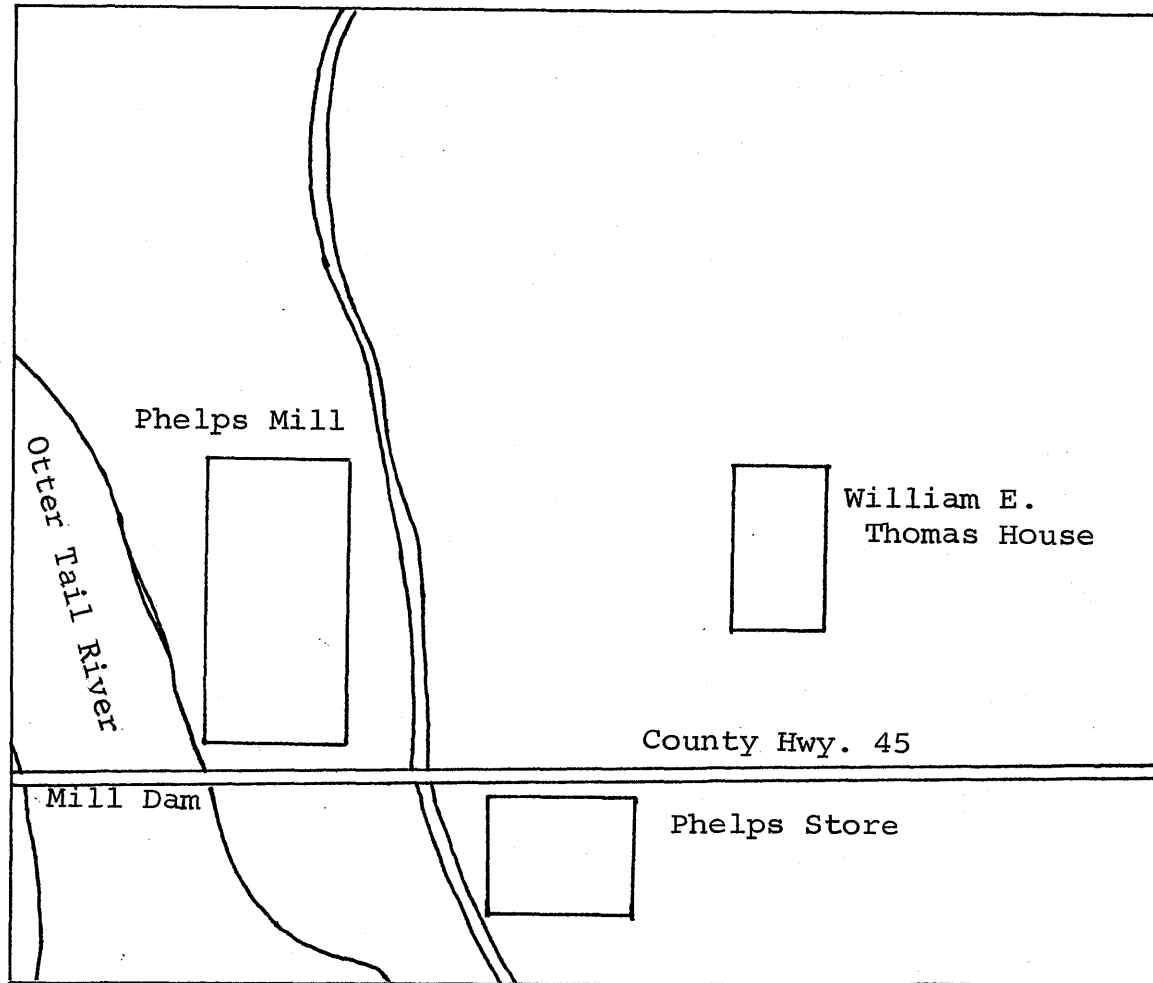 Phelps Mill
Otter Tail River
William E.
Thomas House
County Hwy. 45
Mill Dam
Phelps Store